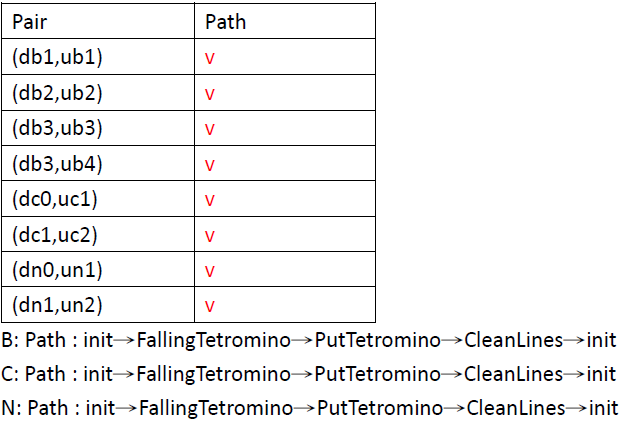 Pair Path
(db1,ub1) v
(db2,ub2) v
(db3,ub3) v
(db3,ub4) v
(dc0,uc1) v
(dc1,uc2) v
(dn0,un1) v
(dn1,un2) v
B: Path : init→FallingTetromino→PutTetromino→CleanLines→init
C: Path : init→FallingTetromino→PutTetromino→CleanLines→init
N: Path : init→FallingTetromino→PutTetromino→CleanLines→init